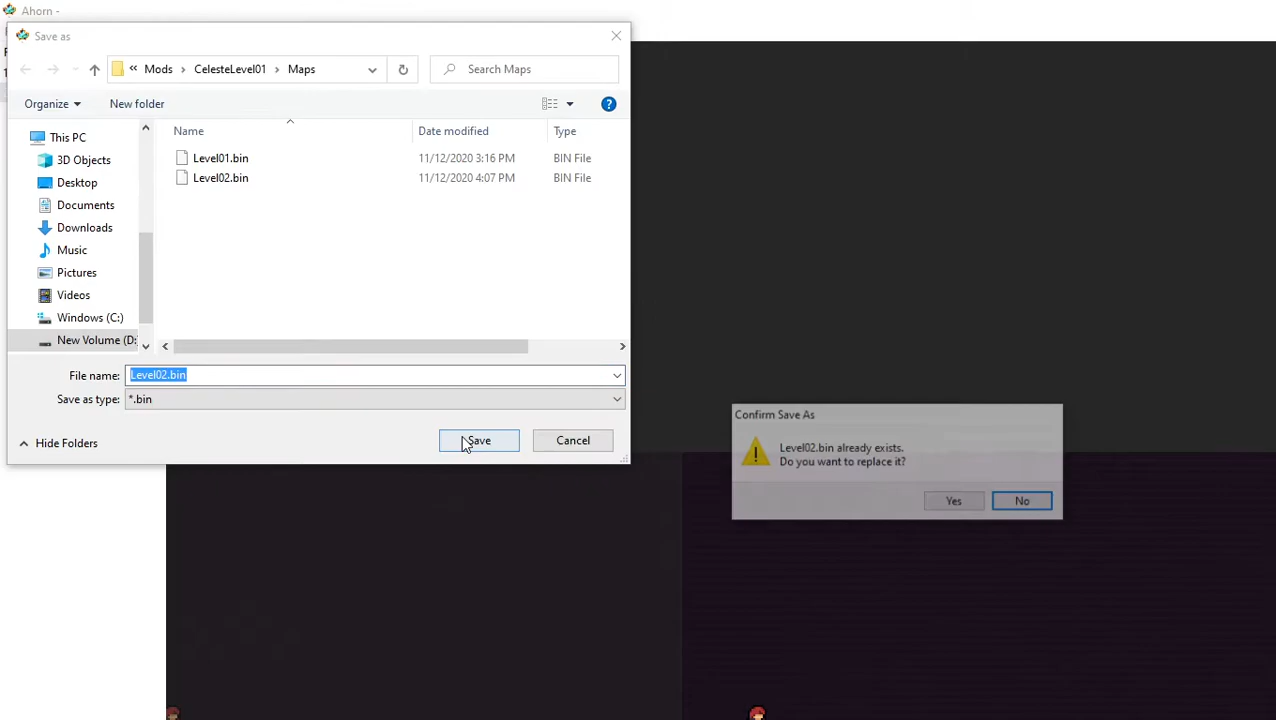 Ahorn -
Save as
Mods > CelesteLevel01 > Maps
Search Maps
Organize
New folder
Name
Date modified
Type
This PC
3D Objects
Desktop
Documents
Downloads
Music
Pictures
Videos
Windows (C:)
New Volume (D:
Level01.bin
11/12/2020 3:16 PM
BIN File
Level02.bin
11/12/2020 4:07 PM
BIN File
File name:
Level02.bin
Save as type:
*.bin
Hide Folders
Save
Cancel
Confirm Save As
Level02.bin already exists.
Do you want to replace it?
Yes
No